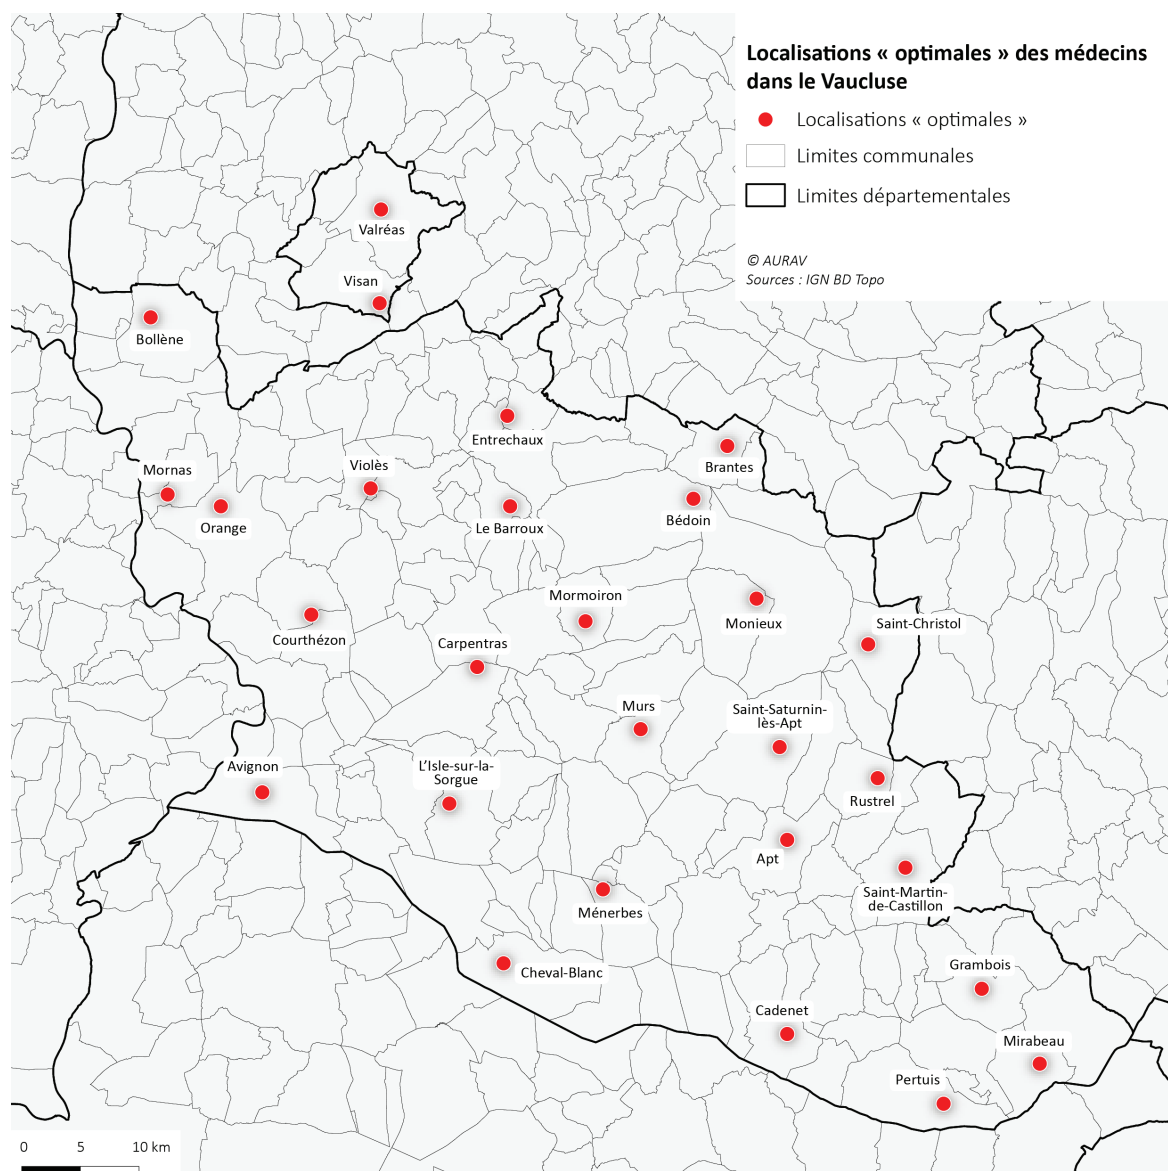 Localisations « optimales » des médecins
dans le Vaucluse
Localisations « optimales »
Limites communales
Limites départementales
© AURAV
Sources : IGN BD Topo
Valréas
Visan
Bollène
Entrechaux
Brantes
Mornas
Violès
Orange
Le Barroux
Bédoin
Mormoiron
Monieux
Saint-Christol
Courthézon
Carpentras
Murs
Saint-Saturnin-
lès-Apt
Avignon
L'Isle-sur-la-
Sorgue
Rustrel
Apt
Saint-Martin-
de-Castillon
Ménerbes
Cheval-Blanc
Grambois
Cadenet
Mirabeau
Pertuis
0 5 10 km